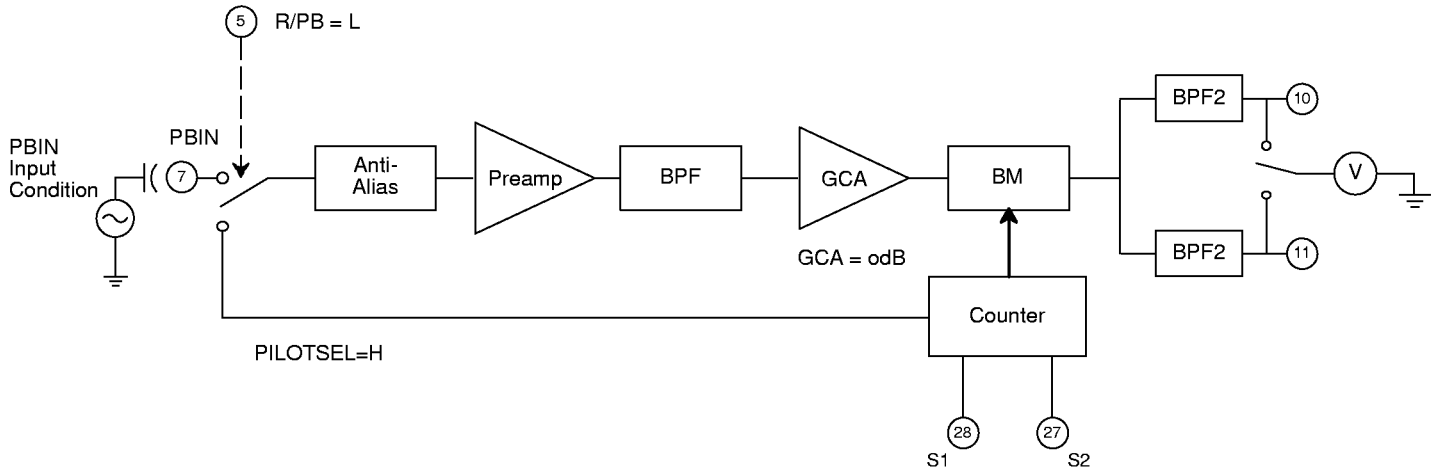 5
R/PB = L
PBIN
Input
Condition
PBIN
7
Anti-
Alias
Preamp
BPF
GCA
GCA = odB
BM
BPF2
10
V
BPF2
11
Counter
PILOTSEL=H
28
27
S1
S2